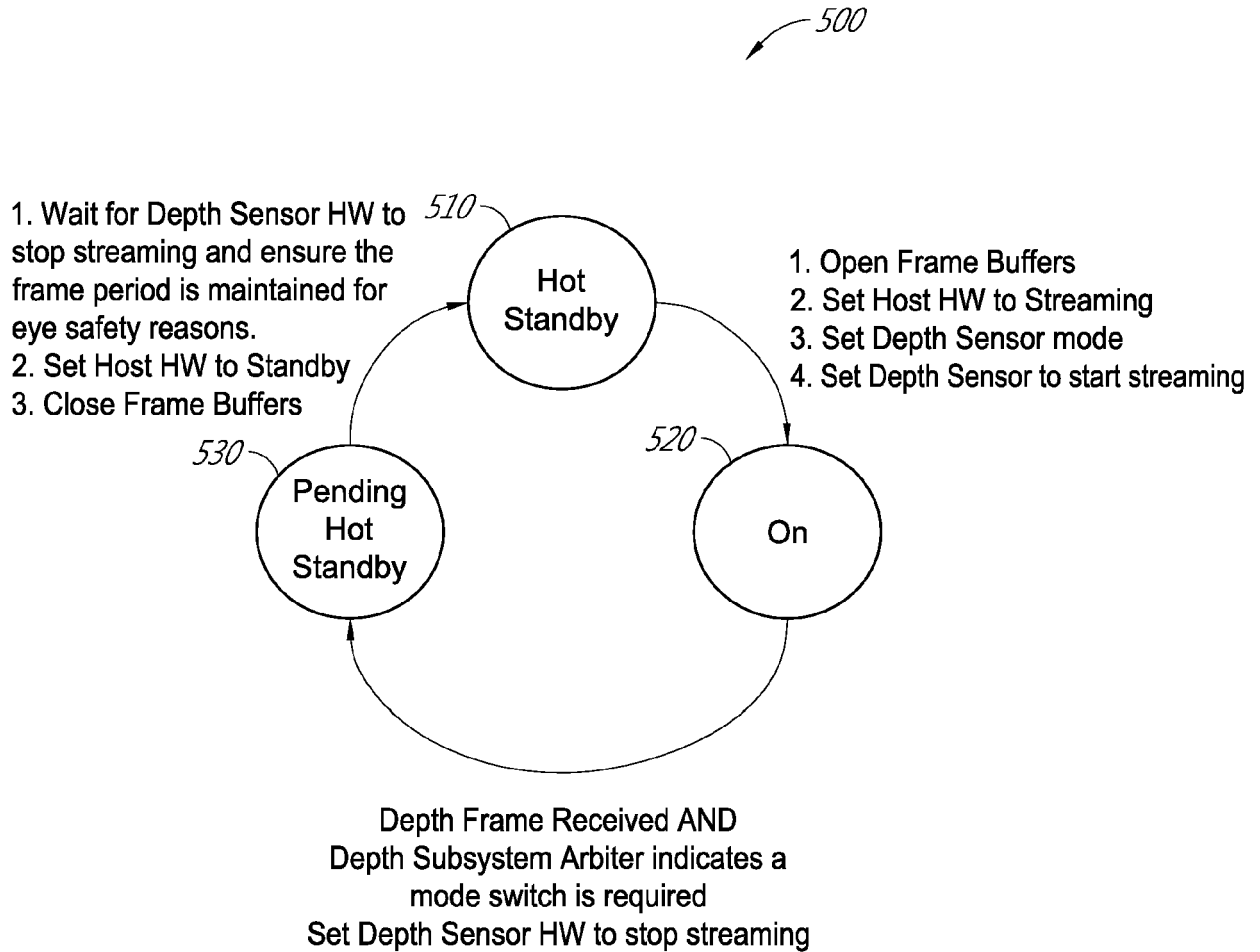 500
1. Wait for Depth Sensor HW to
stop streaming and ensure the
frame period is maintained for
eye safety reasons.
2. Set Host HW to Standby
3. Close Frame Buffers
510
Hot
Standby
1. Open Frame Buffers
2. Set Host HW to Streaming
3. Set Depth Sensor mode
4. Set Depth Sensor to start streaming
530
Pending
Hot
Standby
520
On
Depth Frame Received AND
Depth Subsystem Arbiter indicates a
mode switch is required
Set Depth Sensor HW to stop streaming